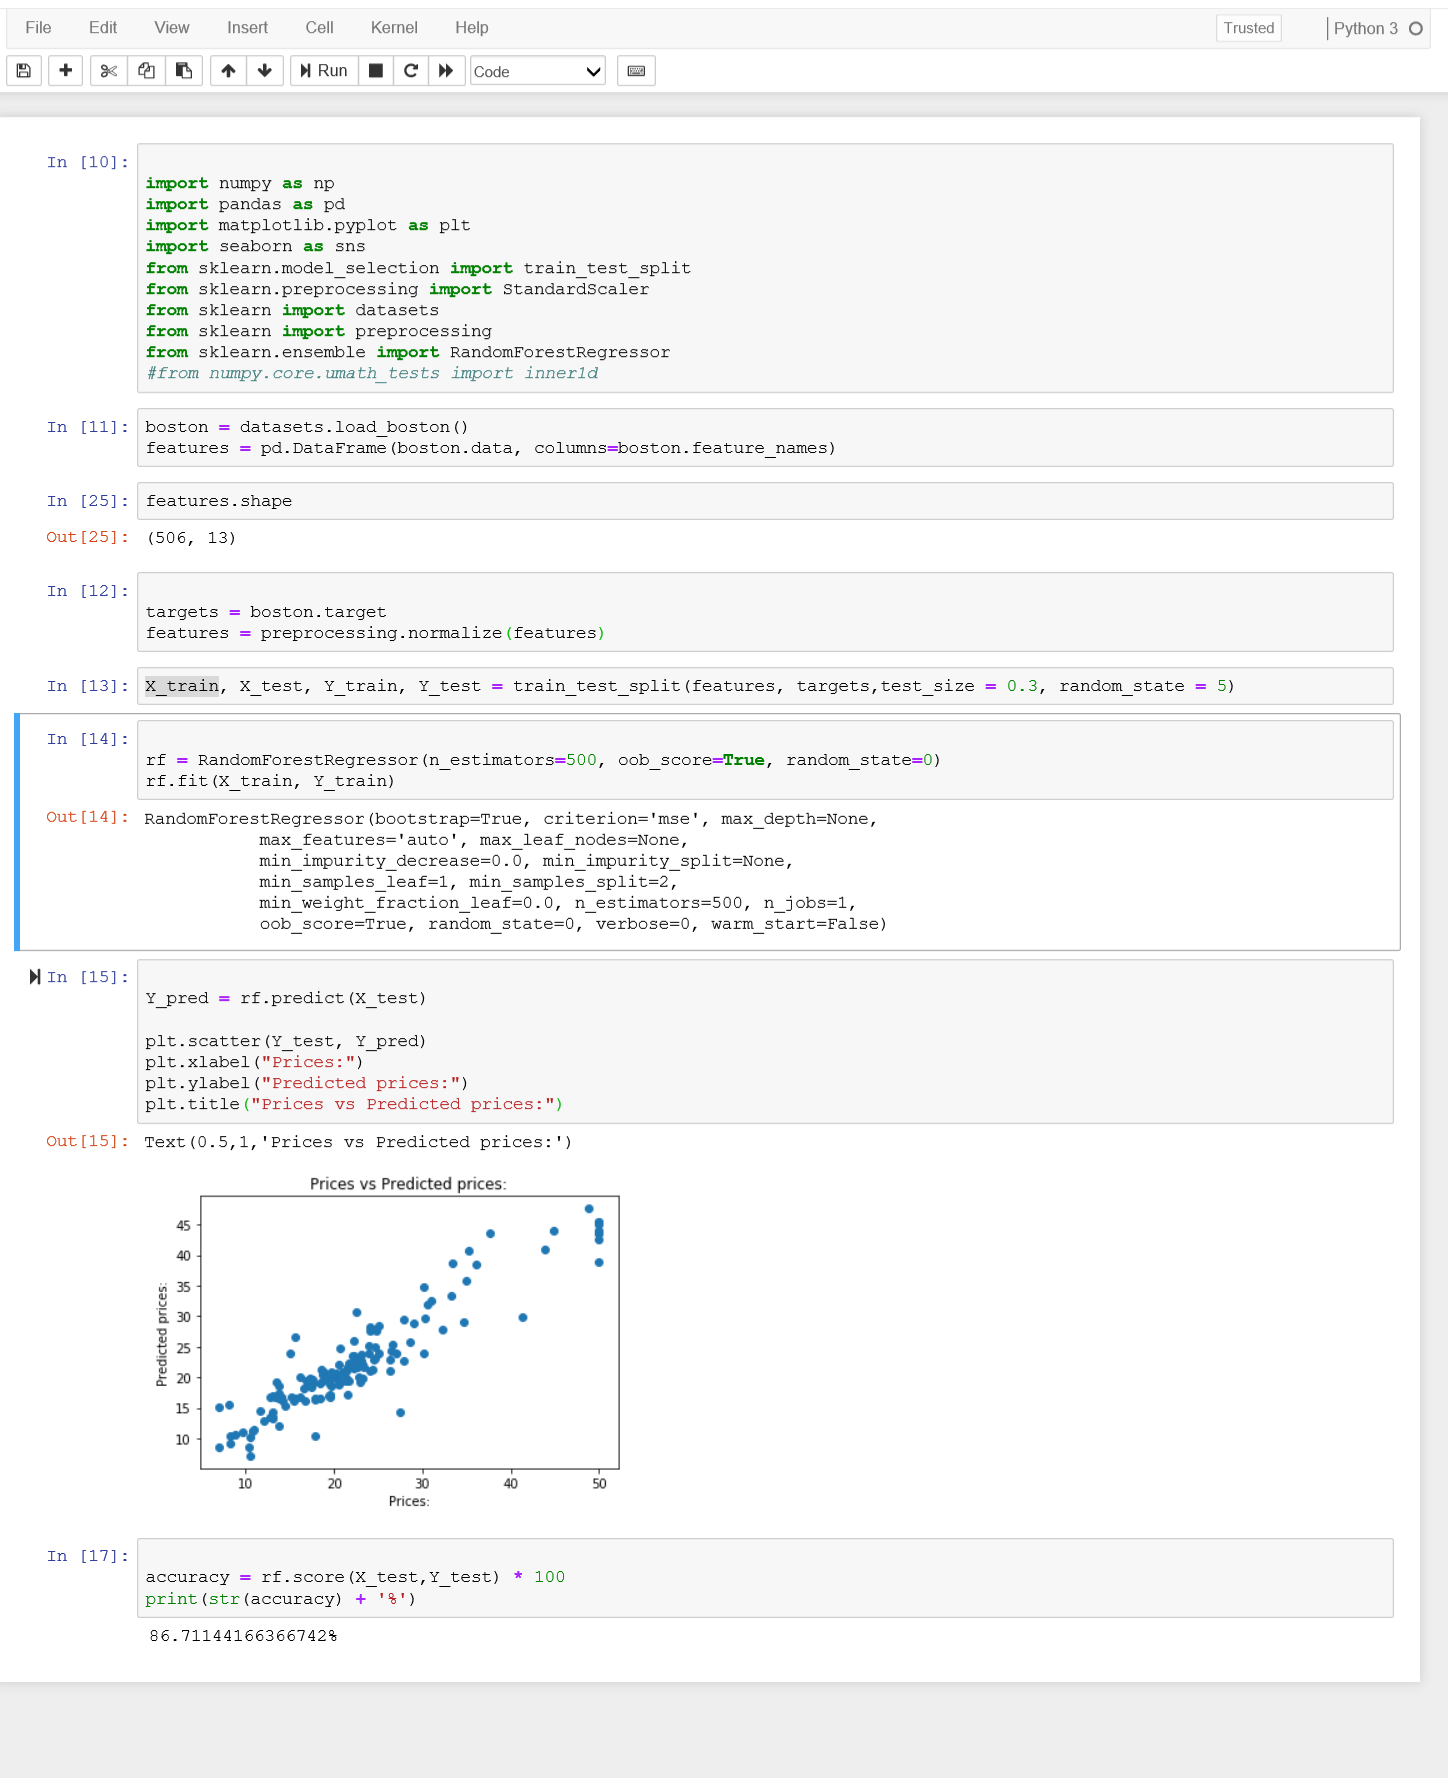 File Edit View Insert Cell Kernel Help Trusted Python 3
Run Code
In [10]:
import numpy as np
import pandas as pd
import matplotlib.pyplot as plt
import seaborn as sns
from sklearn.model_selection import train_test_split
from sklearn.preprocessing import StandardScaler
from sklearn import datasets
from sklearn import preprocessing
from sklearn.ensemble import RandomForestRegressor
#from numpy.core.umath_tests import inner1d
In [11]: boston = datasets.load_boston()
features = pd.DataFrame(boston.data, columns=boston.feature_names)
In [25]: features.shape
Out[25]: (506, 13)
In [12]:
targets = boston.target
features = preprocessing.normalize(features)
In [13]: X_train, X_test, Y_train, Y_test = train_test_split(features, targets,test_size = 0.3, random_state = 5)
In [14]:
rf = RandomForestRegressor(n_estimators=500, oob_score=True, random_state=0)
rf.fit(X_train, Y_train)
Out[14]: RandomForestRegressor(bootstrap=True, criterion='mse', max_depth=None,
max_features='auto', max_leaf_nodes=None,
min_impurity_decrease=0.0, min_impurity_split=None,
min_samples_leaf=1, min_samples_split=2,
min_weight_fraction_leaf=0.0, n_estimators=500, n_jobs=1,
oob_score=True, random_state=0, verbose=0, warm_start=False)
In [15]:
Y_pred = rf.predict(X_test)
plt.scatter(Y_test, Y_pred)
plt.xlabel("Prices:")
plt.ylabel("Predicted prices:")
plt.title("Prices vs Predicted prices:")
Out[15]: Text(0.5,1,'Prices vs Predicted prices:')
Prices vs Predicted prices:
45
40
35
30
25
20
15
10
Predicted prices:
10 20 30 40 50
Prices:
In [17]:
accuracy = rf.score(X_test,Y_test) * 100
print(str(accuracy) + '%')
86.71144166366742%